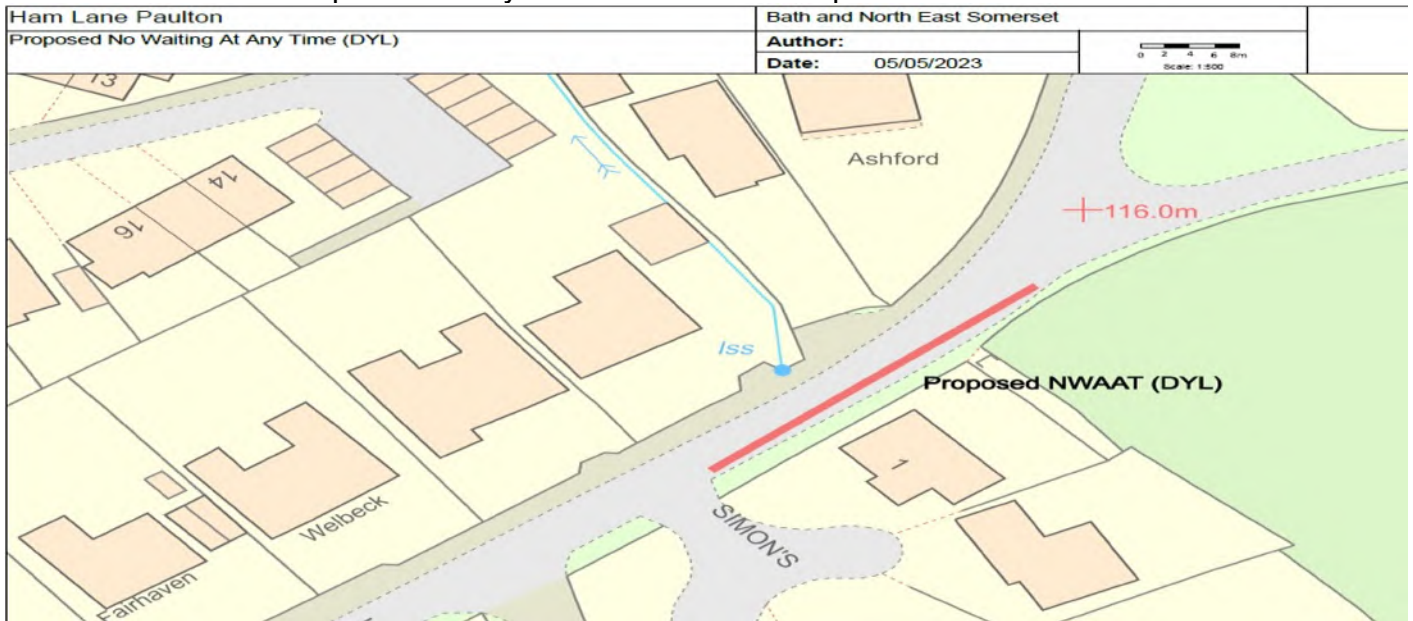 Ham Lane Paulton
Bath and North East Somerset
Proposed No Waiting At Any Time (DYL)
Author:
Date: 05/05/2023
0 2 4 6 8m
Scale: 1:500
13
Ashford
14
16
116.0m
Iss
Proposed NWAAT (DYL)
1
SIMON'S
Welbeck
Fairhaven